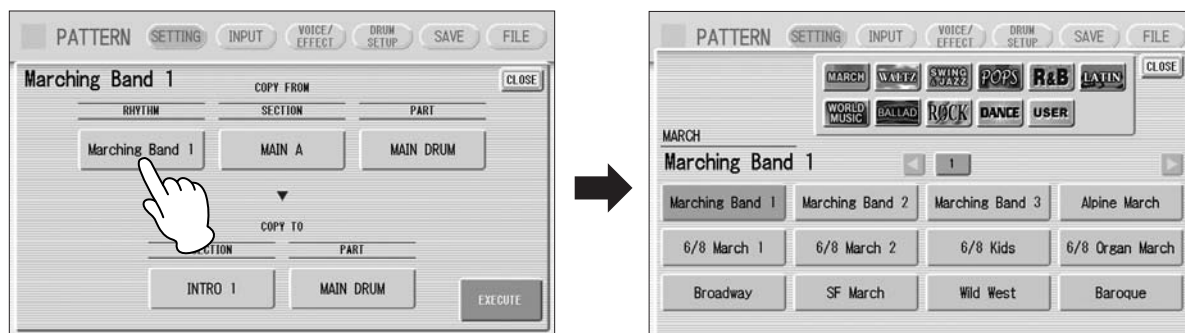 PATTERN SETTING INPUT VOICE/EFFECT DRUM SETUP SAVE FILE
Marching Band 1 CLOSE
COPY FROM
RHYTHM SECTION PART
Marching Band 1 MAIN A MAIN DRUM
COPY TO
SECTION PART
INTRO 1 MAIN DRUM EXECUTE
PATTERN SETTING INPUT VOICE/EFFECT DRUM SETUP SAVE FILE
MARCH WALTZ SWING &JAZZ POPS R&B LATIN CLOSE
WORLD MUSIC BALLAD ROCK DANCE USER
MARCH
Marching Band 1 1
Marching Band 1 Marching Band 2 Marching Band 3 Alpine March
6/8 March 1 6/8 March 2 6/8 Kids 6/8 Organ March
Broadway SF March Wild West Baroque